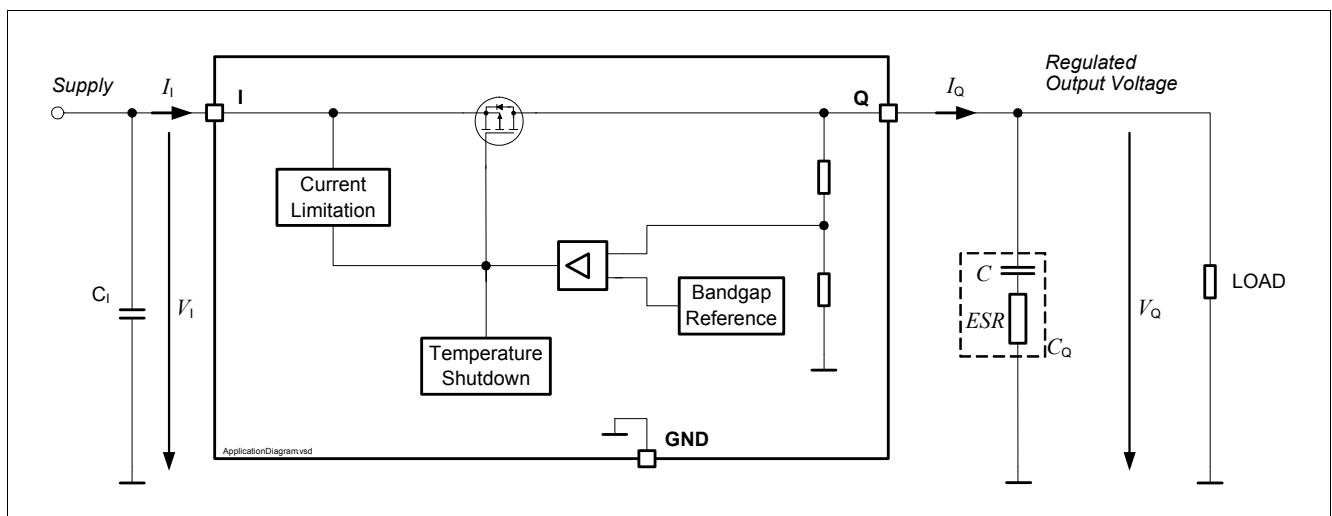 Supply
I_I
I
Q
I_Q
Regulated
Output Voltage
Current
Limitation
C_I
V_I
Bandgap
Reference
Temperature
Shutdown
C
ESR
C_Q
V_Q
LOAD
GND
ApplicationDiagram.vsd